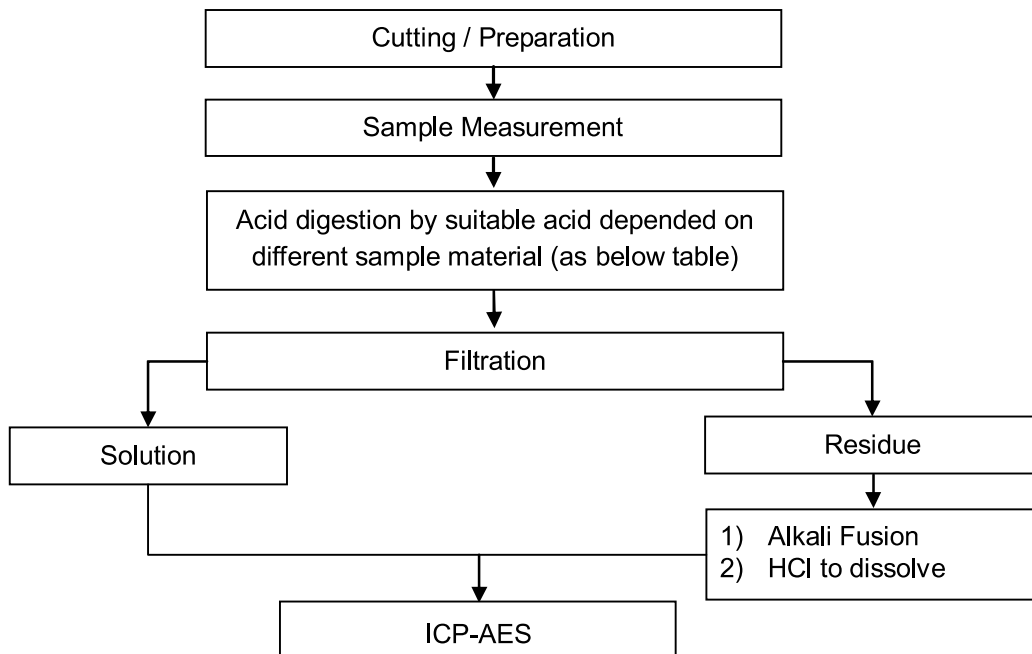 Cutting / Preparation
Sample Measurement
Acid digestion by suitable acid depended on
different sample material (as below table)
Filtration
Solution
Residue
1) Alkali Fusion
2) HCl to dissolve
ICP-AES